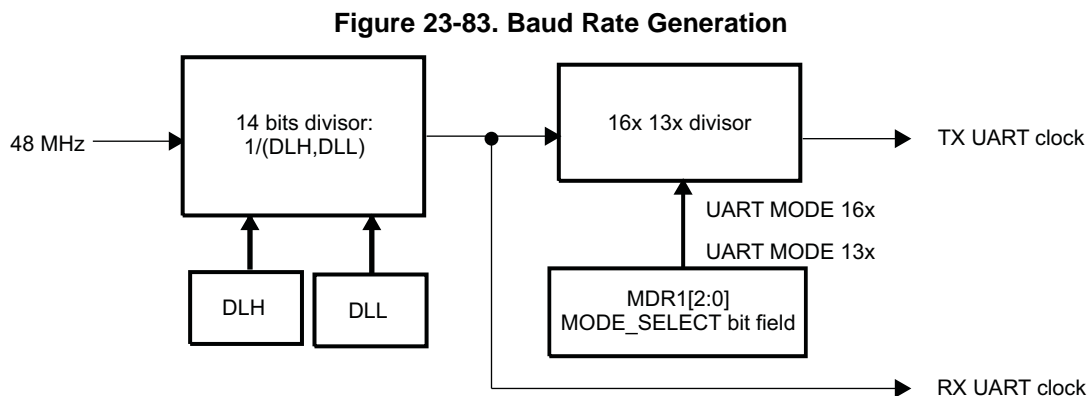 Figure 23-83. Baud Rate Generation
48 MHz
14 bits divisor:
1/(DLH,DLL)
16x 13x divisor
TX UART clock
UART MODE 16x
UART MODE 13x
DLH
DLL
MDR1[2:0]
MODE_SELECT bit field
RX UART clock